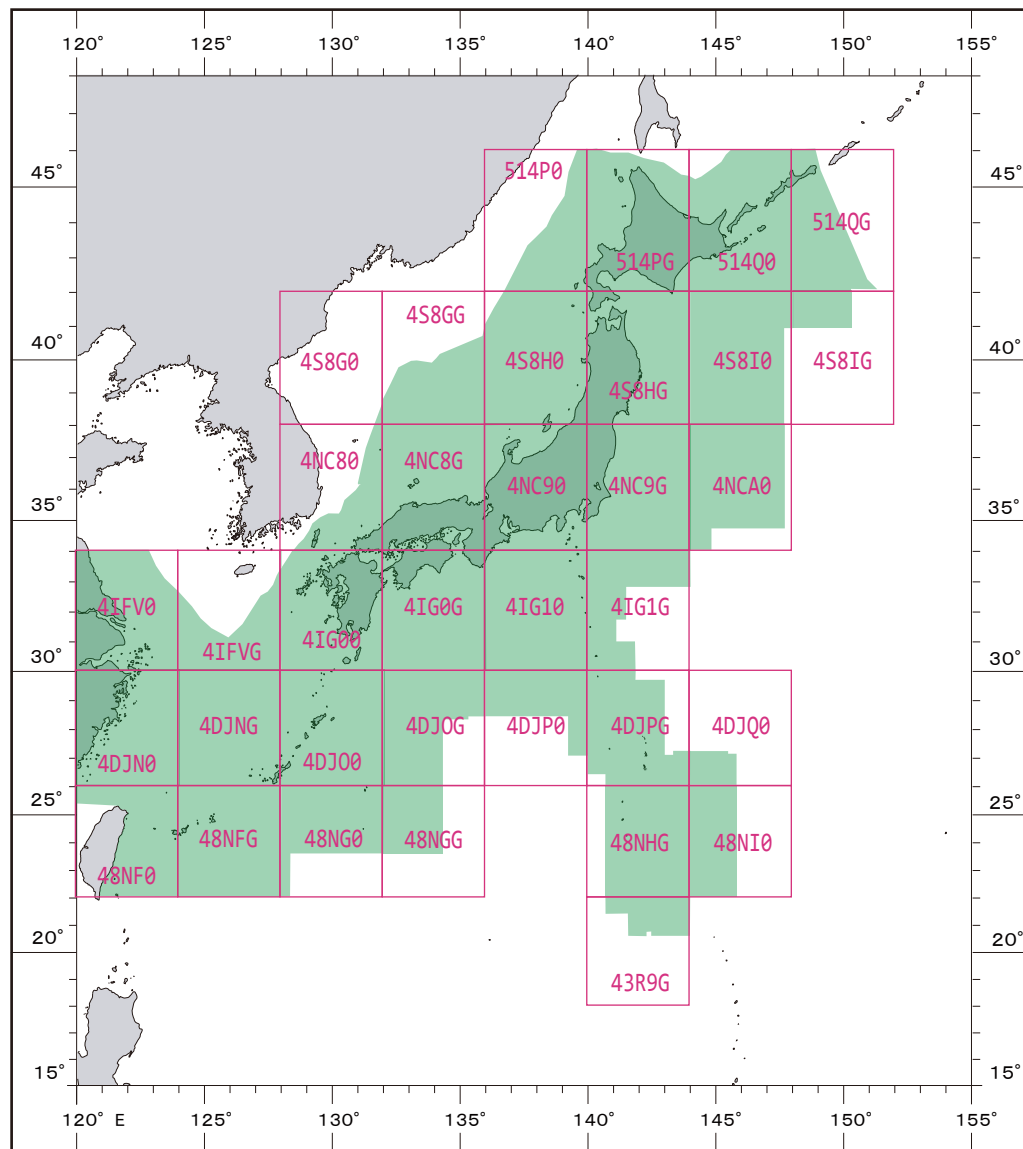 120° 125° 130° 135° 140° 145° 150° 155°
45° 45°
40° 40°
35° 35°
30° 30°
25° 25°
20° 20°
15° 15°
514P0
514QG
514PG
514Q0
4S8GG
4S8G0
4S8H0
4S8I0
4S8IG
4S8HG
4NC80
4NC8G
4NC90
4NC9G
4NCA0
4IFV0
4IG0G
4IG10
4IG1G
4IG00
4IFVG
4DJNG
4DJOG
4DJP0
4DJPG
4DJQ0
4DJN0
4DJO0
48NFG
48NG0
48NGG
48NHG
48NI0
48NF0
43R9G
120° E 125° 130° 135° 140° 145° 150° 155°